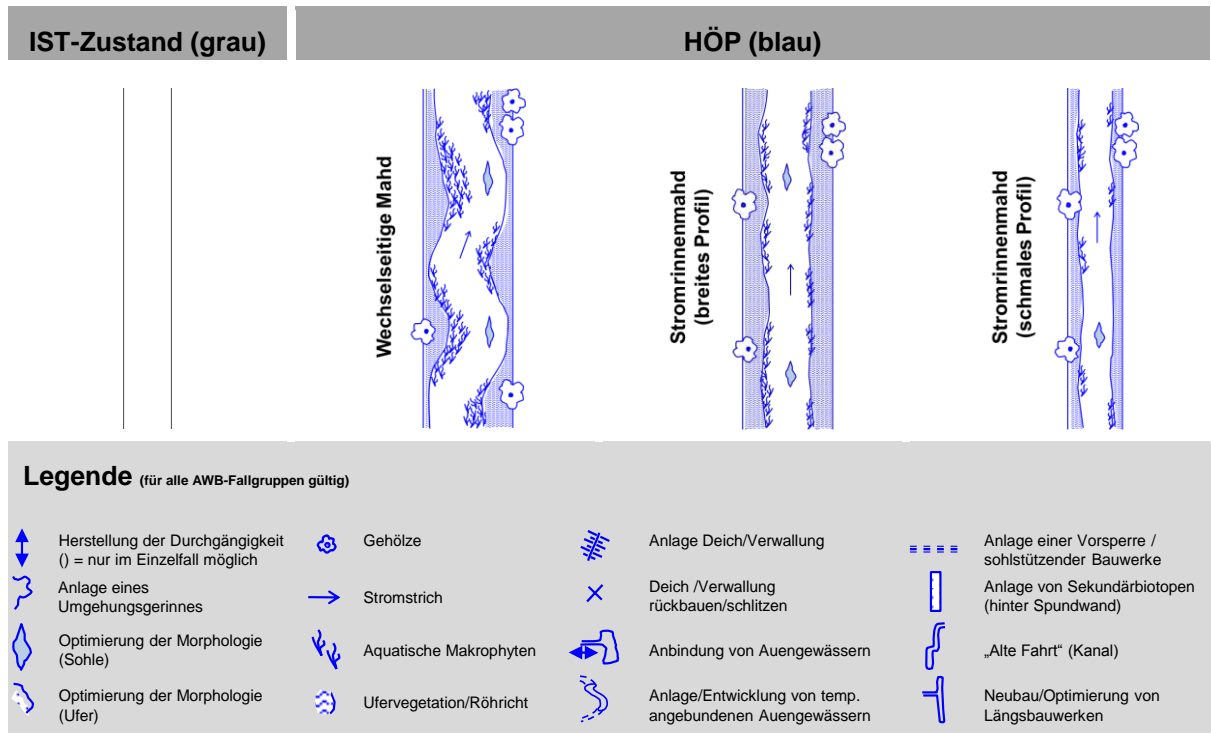 IST-Zustand (grau)
HÖP (blau)
Wechselseitige Mahd
Stromrinnenmahd
(breites Profil)
Stromrinnenmahd
(schmales Profil)
Legende (für alle AWB-Fallgruppen gültig)
Herstellung der Durchgängigkeit
() = nur im Einzelfall möglich
Anlage eines
Umgehungsgerinnes
Optimierung der Morphologie
(Sohle)
Optimierung der Morphologie
(Ufer)
Gehölze
Stromstrich
Aquatische Makrophyten
Ufervegetation/Röhricht
Anlage Deich/Verwallung
Deich /Verwallung
rückbauen/schlitzen
Anbindung von Auengewässern
Anlage/Entwicklung von temp.
angebundenen Auengewässern
Anlage einer Vorsperre /
sohlstützender Bauwerke
Anlage von Sekundärbiotopen
(hinter Spundwand)
„Alte Fahrt“ (Kanal)
Neubau/Optimierung von
Längsbauwerken